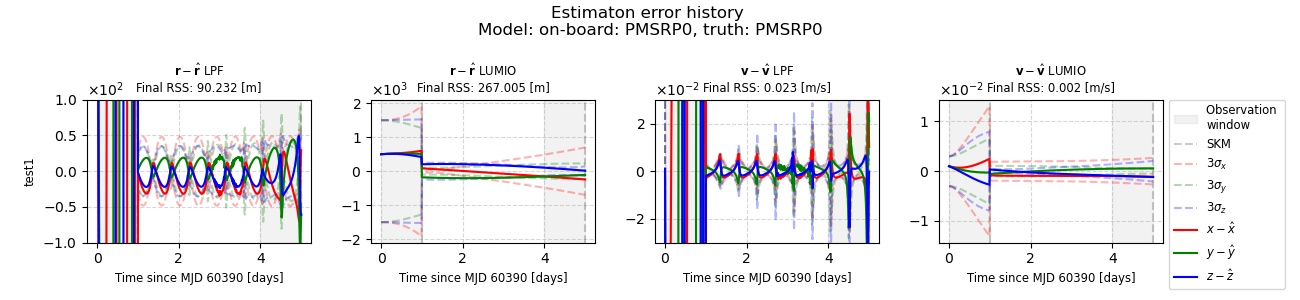 Estimaton error history
Model: on-board: PMSRP0, truth: PMSRP0
r − r̂ LPF
×10² Final RSS: 90.232 [m]
1.0
0.5
0.0
−0.5
−1.0
test1
0 2 4
Time since MJD 60390 [days]
r − r̂ LUMIO
×10³ Final RSS: 267.005 [m]
2
1
0
−1
−2
0 2 4
Time since MJD 60390 [days]
v − v̂ LPF
×10⁻² Final RSS: 0.023 [m/s]
2
0
−2
0 2 4
Time since MJD 60390 [days]
v − v̂ LUMIO
×10⁻² Final RSS: 0.002 [m/s]
1
0
−1
0 2 4
Time since MJD 60390 [days]
Observation
window
SKM
3σx
3σy
3σz
x − x̂
y − ŷ
z − ẑ